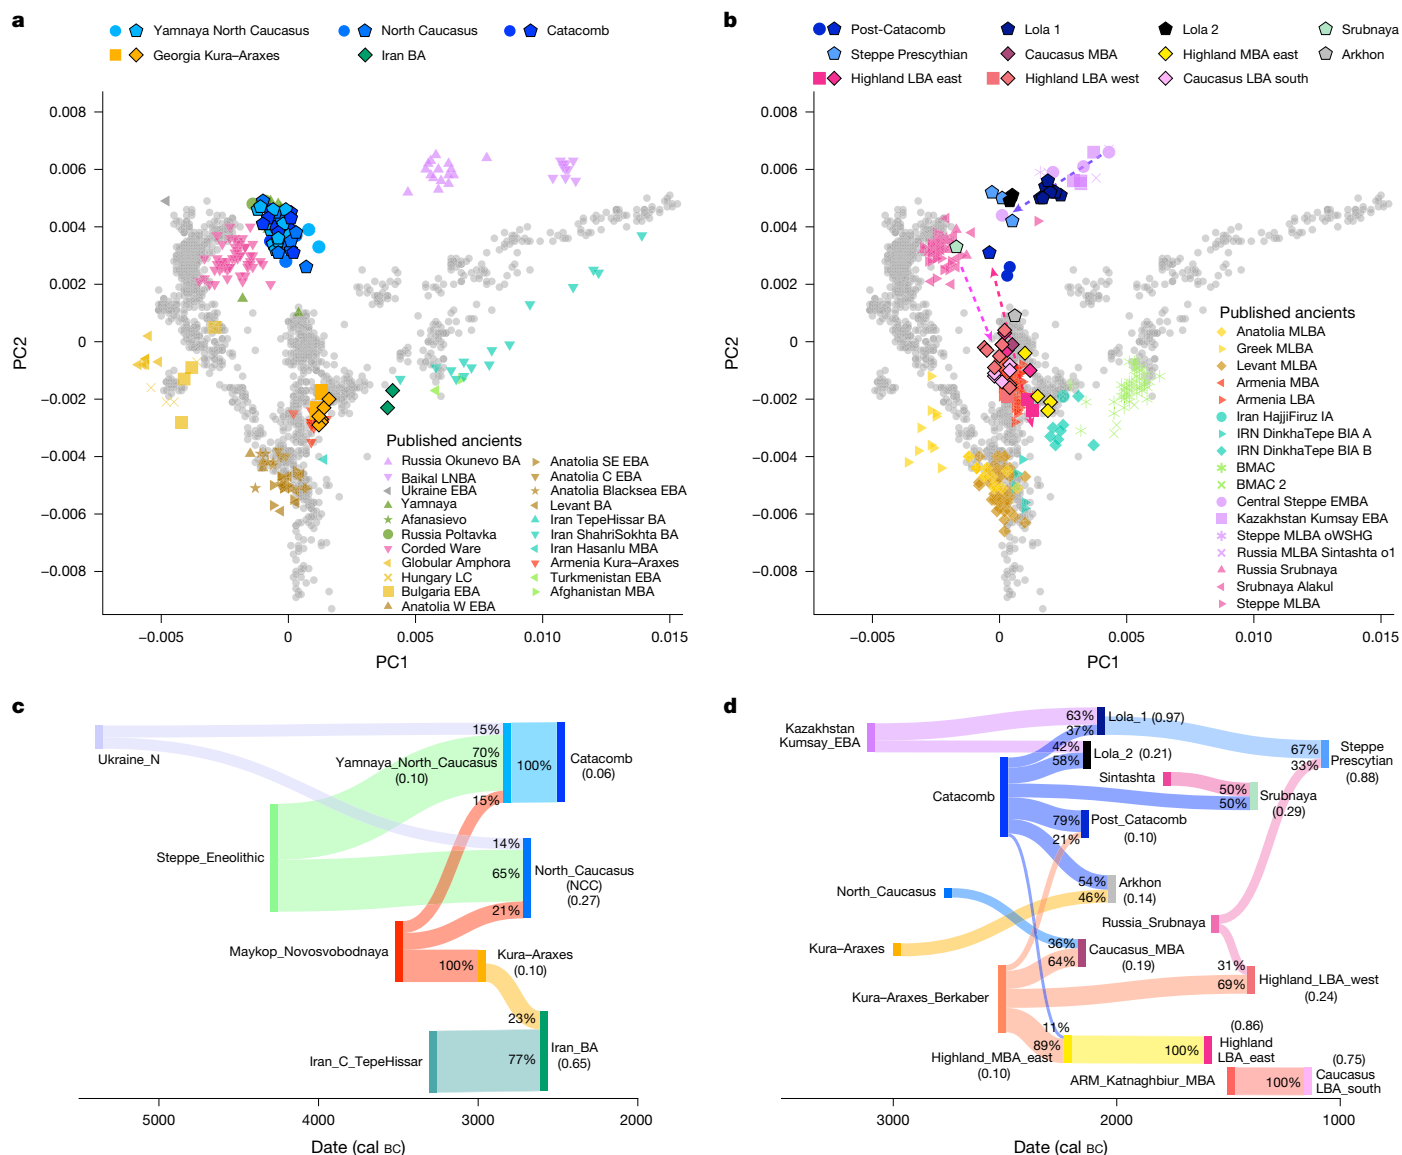 a
Yamnaya North Caucasus
North Caucasus
Catacomb
Georgia Kura–Araxes
Iran BA
PC2
0.008
0.006
0.004
0.002
0
−0.002
−0.004
−0.006
−0.008
−0.005
0
0.005
0.010
0.015
PC1
Published ancients
Russia Okunevo BA
Baikal LNBA
Ukraine EBA
Yamnaya
Afanasievo
Russia Poltavka
Corded Ware
Globular Amphora
Hungary LC
Bulgaria EBA
Anatolia W EBA
Anatolia SE EBA
Anatolia C EBA
Anatolia Blacksea EBA
Levant BA
Iran TepeHissar BA
Iran ShahriSokhta BA
Iran Hasanlu MBA
Armenia Kura–Araxes
Turkmenistan EBA
Afghanistan MBA
b
Post-Catacomb
Lola 1
Lola 2
Srubnaya
Steppe Prescythian
Caucasus MBA
Highland MBA east
Arkhon
Highland LBA east
Highland LBA west
Caucasus LBA south
PC2
0.008
0.006
0.004
0.002
0
−0.002
−0.004
−0.006
−0.008
−0.005
0
0.005
0.010
0.015
PC1
Published ancients
Anatolia MLBA
Greek MLBA
Levant MLBA
Armenia MBA
Armenia LBA
Iran HajjiFiruz IA
IRN DinkhaTepe BIA A
IRN DinkhaTepe BIA B
BMAC
BMAC 2
Central Steppe EMBA
Kazakhstan Kumsay EBA
Steppe MLBA oWSHG
Russia MLBA Sintashta o1
Russia Srubnaya
Srubnaya Alakul
Steppe MLBA
c
Ukraine_N
15%
70%
Yamnaya_North_Caucasus
(0.10)
15%
100%
Catacomb
(0.06)
Steppe_Eneolithic
14%
65%
21%
North_Caucasus
(NCC)
(0.27)
Maykop_Novosvobodnaya
100%
Kura–Araxes
(0.10)
23%
77%
Iran_BA
(0.65)
Iran_C_TepeHissar
5000
4000
3000
2000
Date (cal BC)
d
Kazakhstan
Kumsay_EBA
63%
37%
Lola_1 (0.97)
42%
58%
Lola_2 (0.21)
67%
33%
Steppe
Prescytian
(0.88)
Sintashta
50%
50%
Srubnaya
(0.29)
Catacomb
79%
21%
Post_Catacomb
(0.10)
54%
46%
Arkhon
(0.14)
North_Caucasus
Russia_Srubnaya
Kura–Araxes
36%
64%
Caucasus_MBA
(0.19)
31%
69%
Highland_LBA_west
(0.24)
Kura–Araxes_Berkaber
11%
89%
Highland_MBA_east
(0.10)
100%
(0.86)
Highland
LBA_east
ARM_Katnaghbiur_MBA
100%
(0.75)
Caucasus
LBA_south
3000
2000
1000
Date (cal BC)